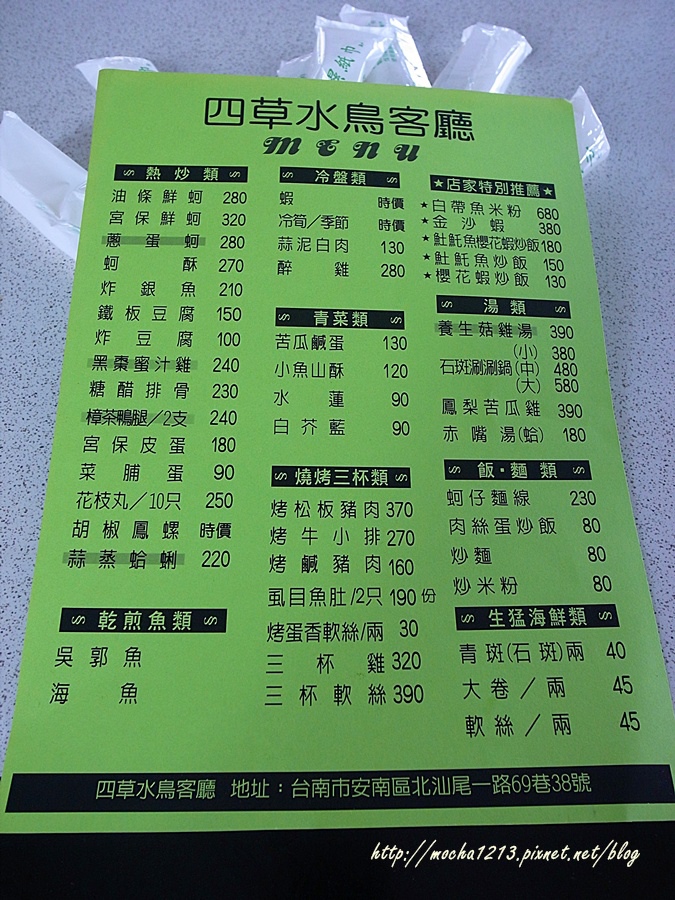 四草水鳥客廳
MENU
熱炒類
油條鮮蚵 280
宮保鮮蚵 320
蔥蛋蚵 280
蚵酥 270
炸銀魚 210
鐵板豆腐 150
炸豆腐 100
黑棗蜜汁雞 240
糖醋排骨 230
樟茶鴨腿/2支 240
宮保皮蛋 180
菜脯蛋 90
花枝丸/10只 250
胡椒鳳螺 時價
蒜蒸蛤蜊 220
乾煎魚類
吳郭魚
海魚
冷盤類
蝦 時價
冷筍/季節 時價
蒜泥白肉 130
醉雞 280
青菜類
苦瓜鹹蛋 130
小魚山酥 120
水蓮 90
白芥藍 90
燒烤三杯類
烤松板豬肉 370
烤牛小排 270
烤鹹豬肉 160
虱目魚肚/2只 190份
烤蛋香軟絲/兩 30
三杯雞 320
三杯軟絲 390
★店家特別推薦★
★白帶魚米粉 680
★金沙蝦 380
★魟魠魚櫻花蝦炒飯 180
★魟魠魚炒飯 150
★櫻花蝦炒飯 130
湯類
養生菇雞湯 390
(小) 380
石斑涮涮鍋(中) 480
(大) 580
鳳梨苦瓜雞 390
赤嘴湯(蛤) 180
飯·麵類
蚵仔麵線 230
肉絲蛋炒飯 80
炒麵 80
炒米粉 80
生猛海鮮類
青斑(石斑)兩 40
大卷/兩 45
軟絲/兩 45
四草水鳥客廳 地址：台南市安南區北汕尾一路69巷38號
http://mocha1213.pixnet.net/blog